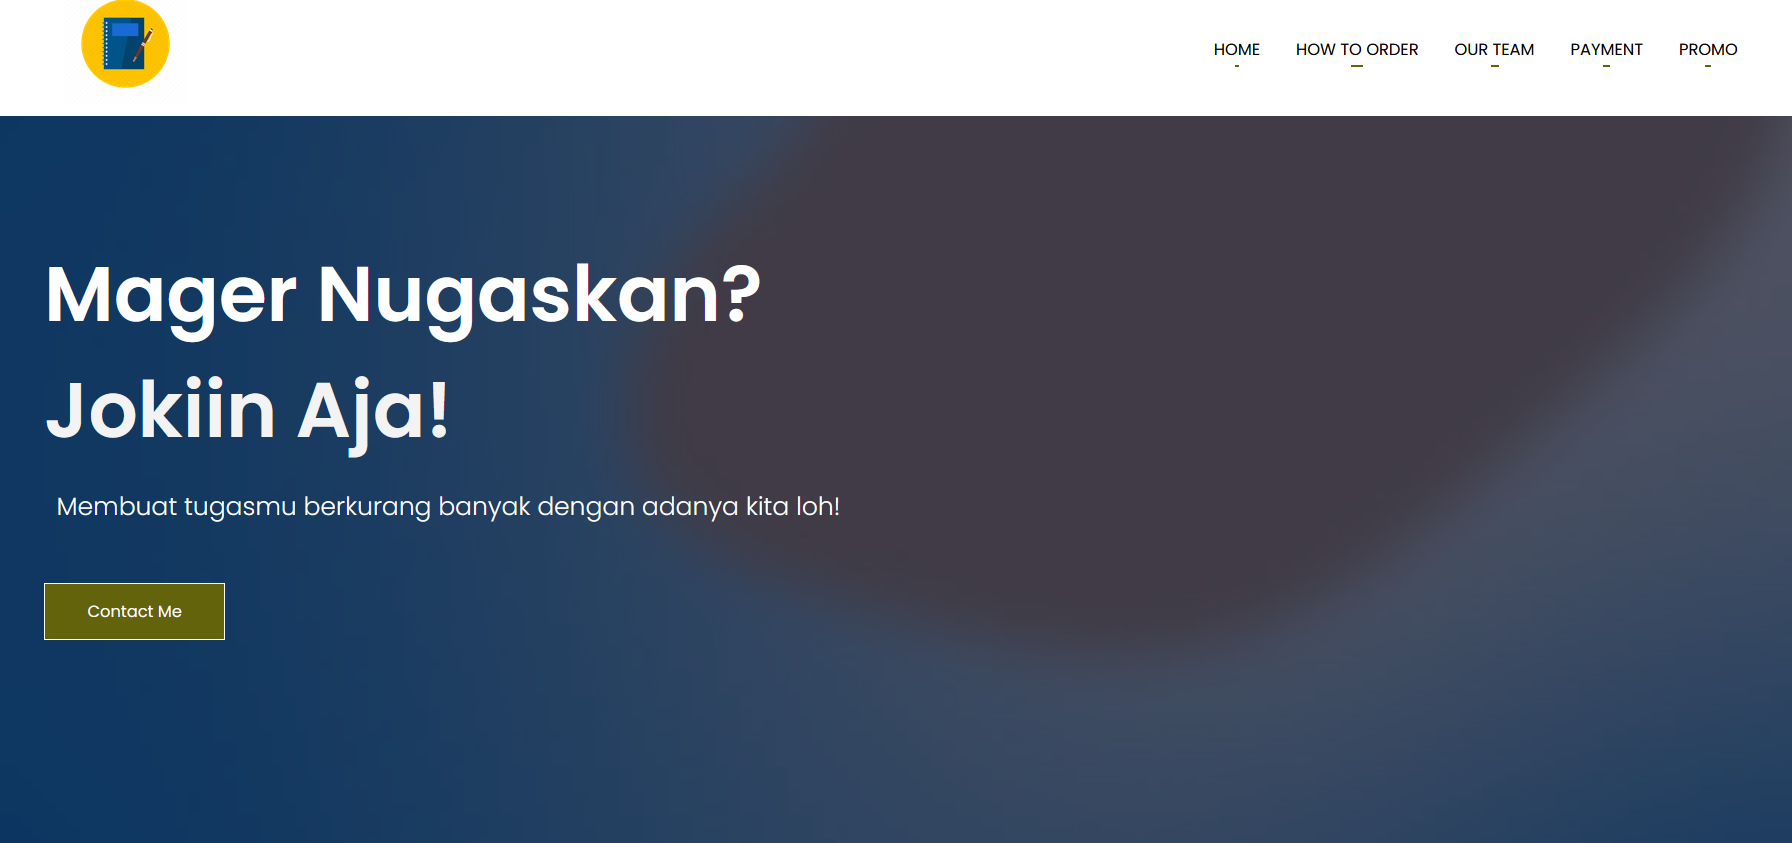 HOME HOW TO ORDER OUR TEAM PAYMENT PROMO
Mager Nugaskan?
Jokiin Aja!
Membuat tugasmu berkurang banyak dengan adanya kita loh!
Contact Me